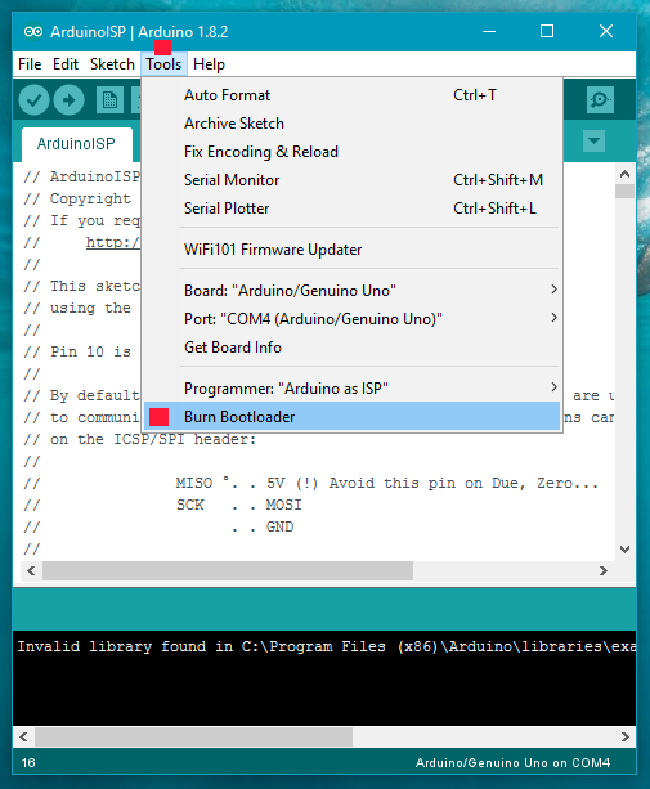 ArduinoISP | Arduino 1.8.2
File Edit Sketch Tools Help
Auto Format Ctrl+T
Archive Sketch
Fix Encoding & Reload
Serial Monitor Ctrl+Shift+M
Serial Plotter Ctrl+Shift+L
WiFi101 Firmware Updater
Board: "Arduino/Genuino Uno"
Port: "COM4 (Arduino/Genuino Uno)"
Get Board Info
Programmer: "Arduino as ISP"
Burn Bootloader
ArduinoISP
// ArduinoISP
// Copyright
// If you req
// http:/
//
// This sketc
// using the
//
// Pin 10 is
//
// By default are u
// to communi ns can
// on the ICSP/SPI header:
//
// MISO °. . 5V (!) Avoid this pin on Due, Zero...
// SCK . . MOSI
// . . GND
//
Invalid library found in C:\Program Files (x86)\Arduino\libraries\exa
16 Arduino/Genuino Uno on COM4